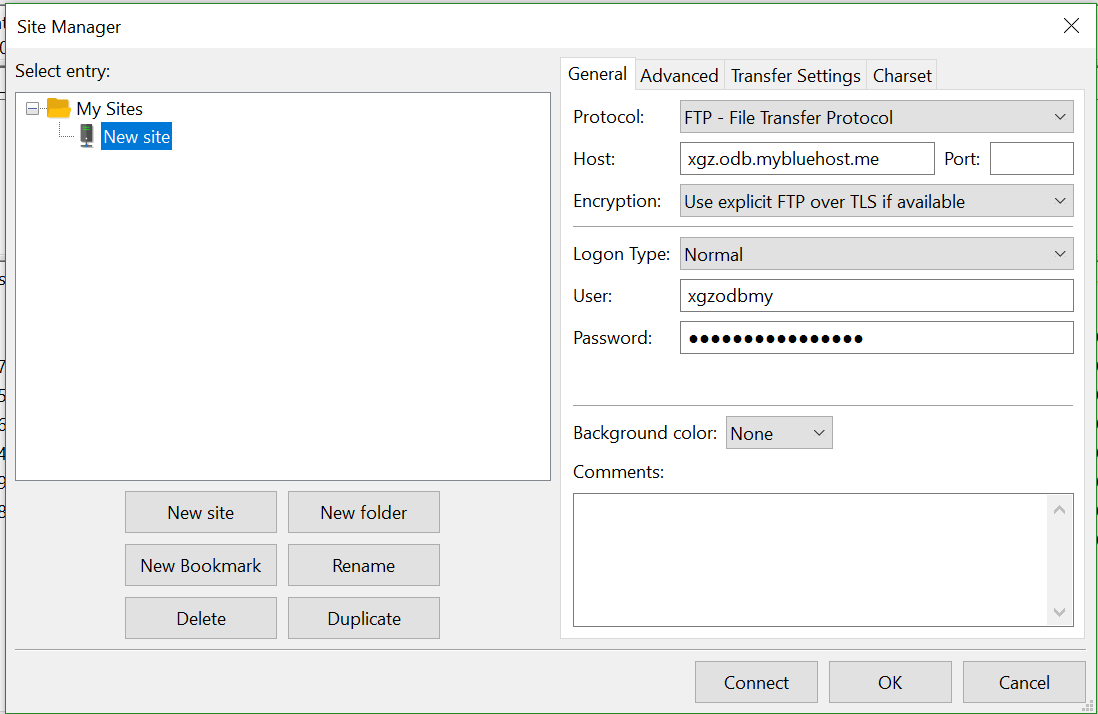 Site Manager
Select entry:
My Sites
New site
New site New folder
New Bookmark Rename
Delete Duplicate
General Advanced Transfer Settings Charset
Protocol: FTP - File Transfer Protocol
Host: xgz.odb.mybluehost.me Port:
Encryption: Use explicit FTP over TLS if available
Logon Type: Normal
User: xgzodbmy
Password: ●●●●●●●●●●●●●●●●
Background color: None
Comments:
Connect OK Cancel